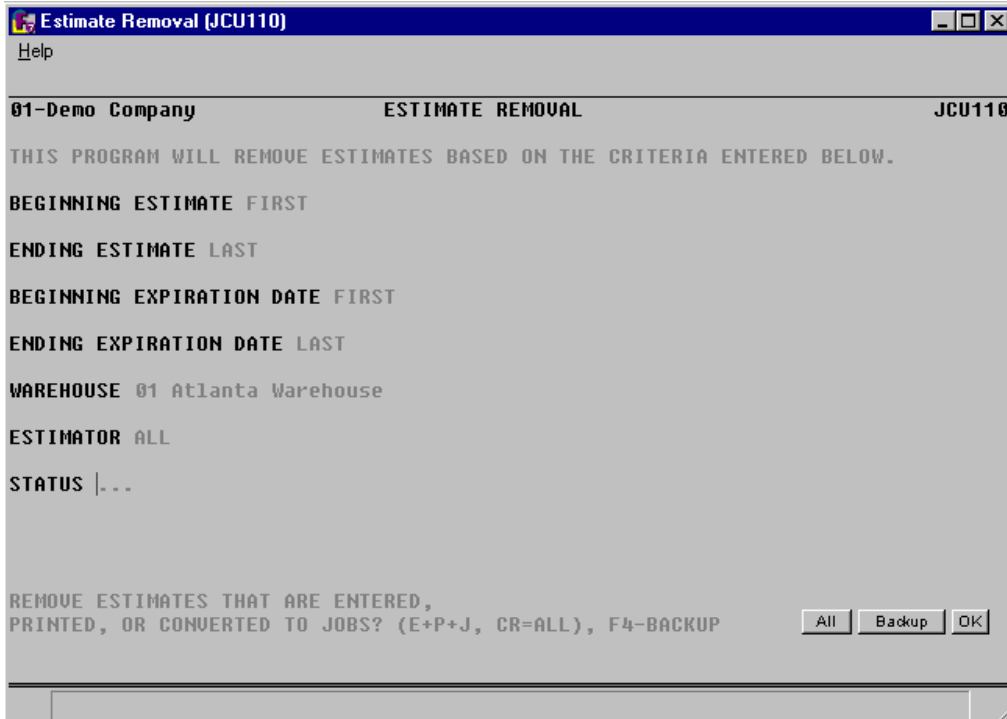 Estimate Removal (JCU110)
Help
01-Demo Company ESTIMATE REMOVAL JCU110
THIS PROGRAM WILL REMOVE ESTIMATES BASED ON THE CRITERIA ENTERED BELOW.
BEGINNING ESTIMATE FIRST
ENDING ESTIMATE LAST
BEGINNING EXPIRATION DATE FIRST
ENDING EXPIRATION DATE LAST
WAREHOUSE 01 Atlanta Warehouse
ESTIMATOR ALL
STATUS ...
REMOVE ESTIMATES THAT ARE ENTERED,
PRINTED, OR CONVERTED TO JOBS? (E+P+J, CR=ALL), F4-BACKUP All Backup OK